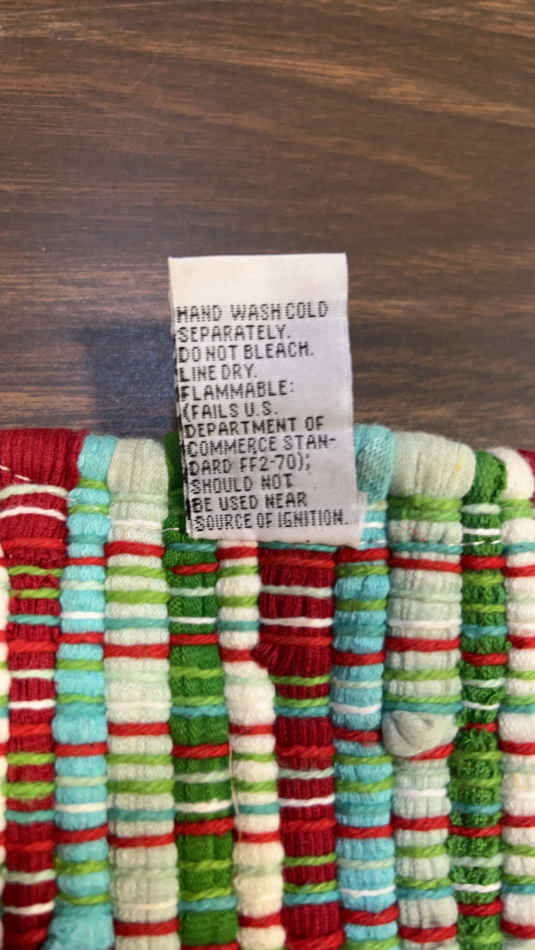 HAND WASH COLD
SEPARATELY.
DO NOT BLEACH.
LINE DRY.
FLAMMABLE:
(FAILS U.S.
DEPARTMENT OF
COMMERCE STAN-
DARD FF2-70);
SHOULD NOT
BE USED NEAR
SOURCE OF IGNITION.